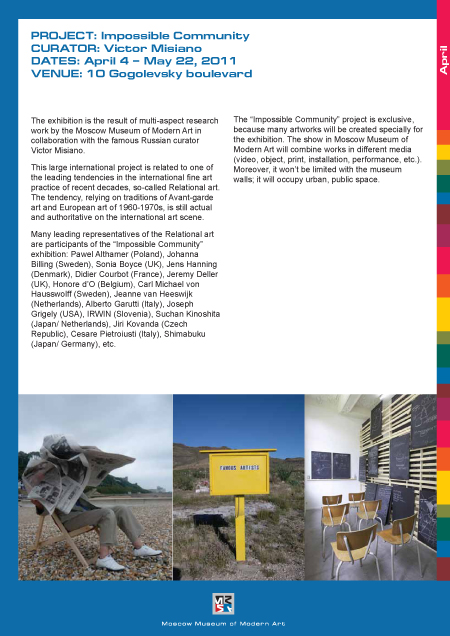 PROJECT: Impossible Community
CURATOR: Victor Misiano
DATES: April 4 – May 22, 2011
VENUE: 10 Gogolevsky boulevard
April
The exhibition is the result of multi-aspect research
work by the Moscow Museum of Modern Art in
collaboration with the famous Russian curator
Victor Misiano.
This large international project is related to one of
the leading tendencies in the international fine art
practice of recent decades, so-called Relational art.
The tendency, relying on traditions of Avant-garde
art and European art of 1960-1970s, is still actual
and authoritative on the international art scene.
Many leading representatives of the Relational art
are participants of the “Impossible Community”
exhibition: Pawel Althamer (Poland), Johanna
Billing (Sweden), Sonia Boyce (UK), Jens Hanning
(Denmark), Didier Courbot (France), Jeremy Deller
(UK), Honore d’O (Belgium), Carl Michael von
Hausswolff (Sweden), Jeanne van Heeswijk
(Netherlands), Alberto Garutti (Italy), Joseph
Grigely (USA), IRWIN (Slovenia), Suchan Kinoshita
(Japan/ Netherlands), Jiri Kovanda (Czech
Republic), Cesare Pietroiusti (Italy), Shimabuku
(Japan/ Germany), etc.
The “Impossible Community” project is exclusive,
because many artworks will be created specially for
the exhibition. The show in Moscow Museum of
Modern Art will combine works in different media
(video, object, print, installation, performance, etc.).
Moreover, it won’t be limited with the museum
walls; it will occupy urban, public space.
FAMOUS ARTISTS
Moscow Museum of Modern Art